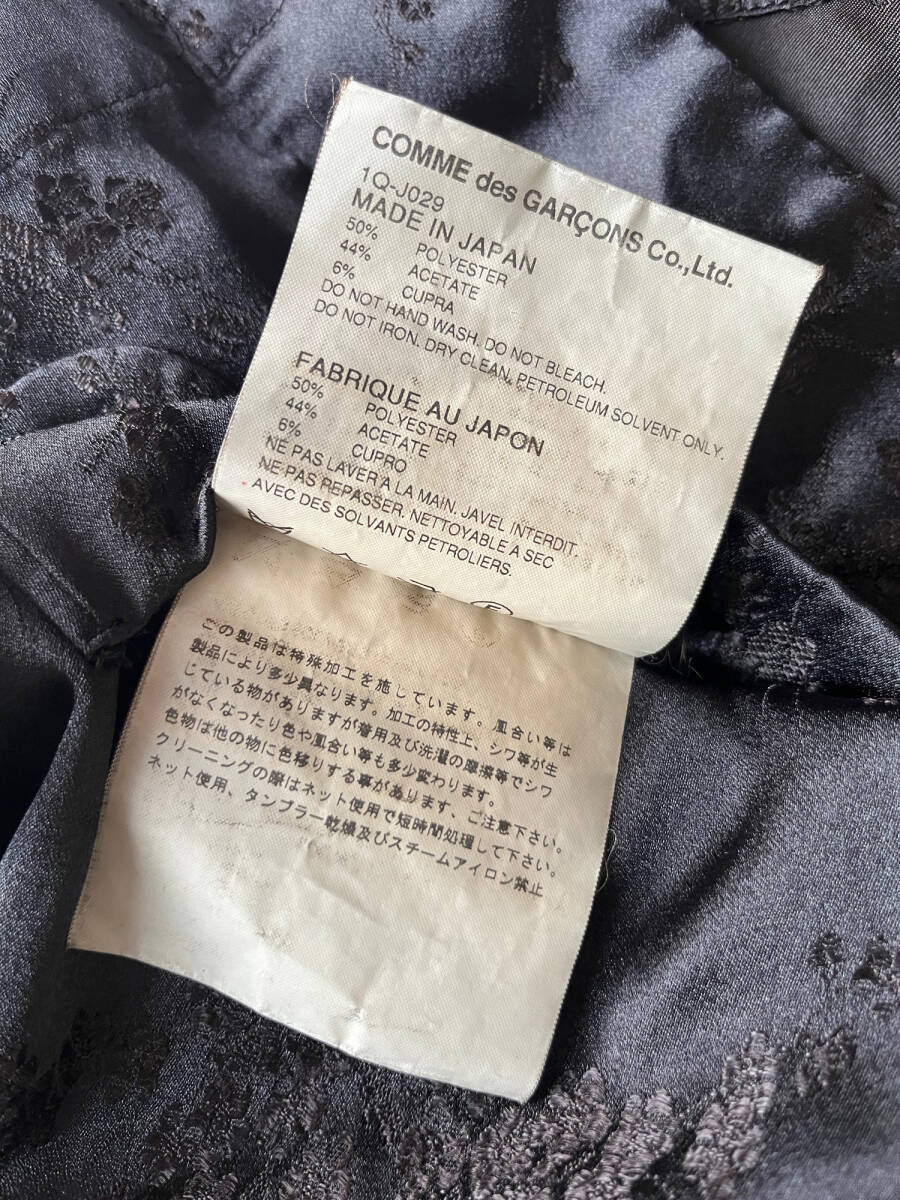 COMME des GARÇONS Co.,Ltd.
1Q-J029
MADE IN JAPAN
50% POLYESTER
44% ACETATE
6% CUPRA
DO NOT HAND WASH. DO NOT BLEACH.
DO NOT IRON. DRY CLEAN, PETROLEUM SOLVENT ONLY.
FABRIQUE AU JAPON
50% POLYESTER
44% ACETATE
6% CUPRO
NE PAS LAVER A LA MAIN. JAVEL INTERDIT.
NE PAS REPASSER. NETTOYABLE A SEC
AVEC DES SOLVANTS PETROLIERS.
この製品は特殊加工を施しています。風合い等は
製品により多少異なります。加工の特性上、シワ等が生
じている物がありますが着用及び洗濯の摩擦等でシワ
がなくなったり色や風合い等も多少変わります。
色物は他の物に色移りする事があります、ご注意下さい。
クリーニングの際はネット使用で短時間処理して下さい。
ネット使用、タンブラー乾燥及びスチームアイロン禁止